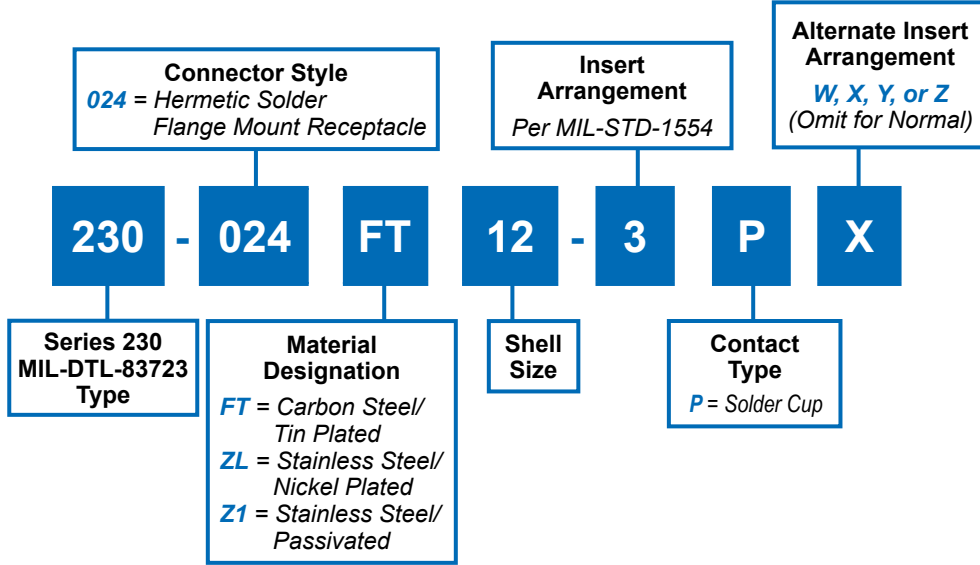 Connector Style
024 = Hermetic Solder
Flange Mount Receptacle
Insert
Arrangement
Per MIL-STD-1554
Alternate Insert
Arrangement
W, X, Y, or Z
(Omit for Normal)
230 - 024 FT 12 - 3 P X
Series 230
MIL-DTL-83723
Type
Material
Designation
FT = Carbon Steel/
Tin Plated
ZL = Stainless Steel/
Nickel Plated
Z1 = Stainless Steel/
Passivated
Shell
Size
Contact
Type
P = Solder Cup